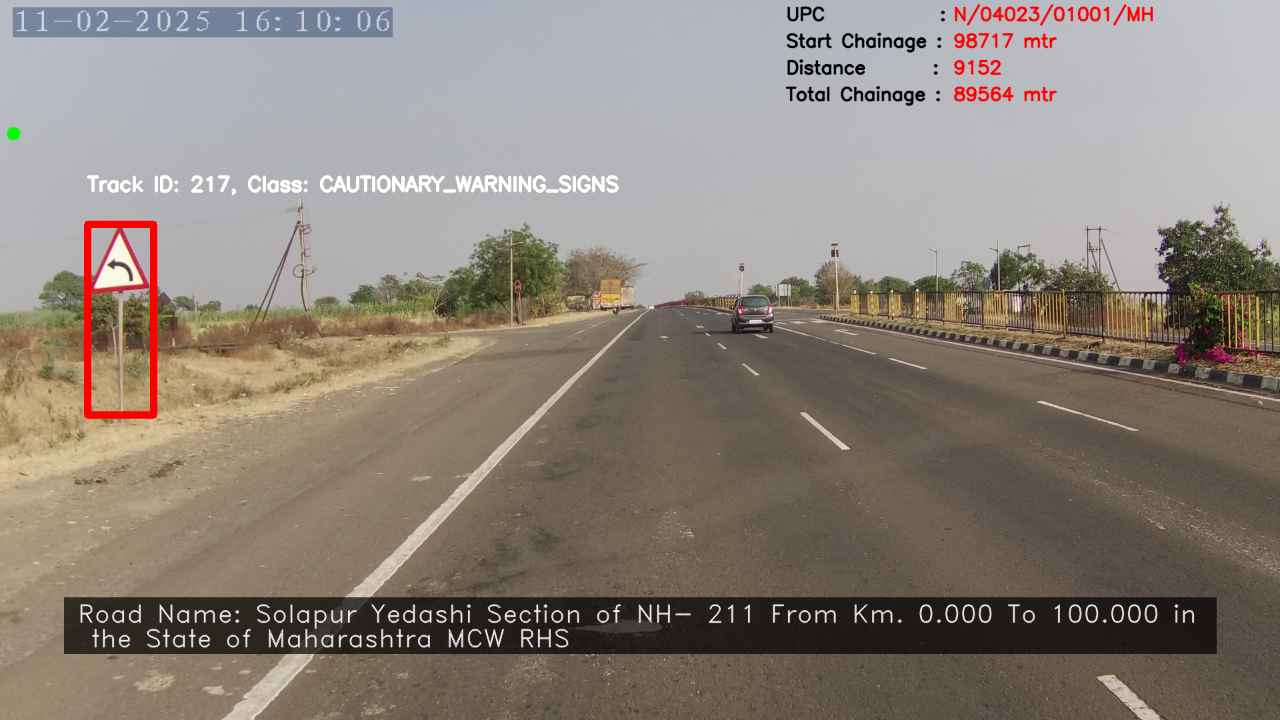 11-02-2025 16:10:06
UPC : N/04023/01001/MH
Start Chainage : 98717 mtr
Distance : 9152
Total Chainage : 89564 mtr
Track ID: 217, Class: CAUTIONARY_WARNING_SIGNS
Road Name: Solapur Yedashi Section of NH- 211 From Km. 0.000 To 100.000 in
the State of Maharashtra MCW RHS